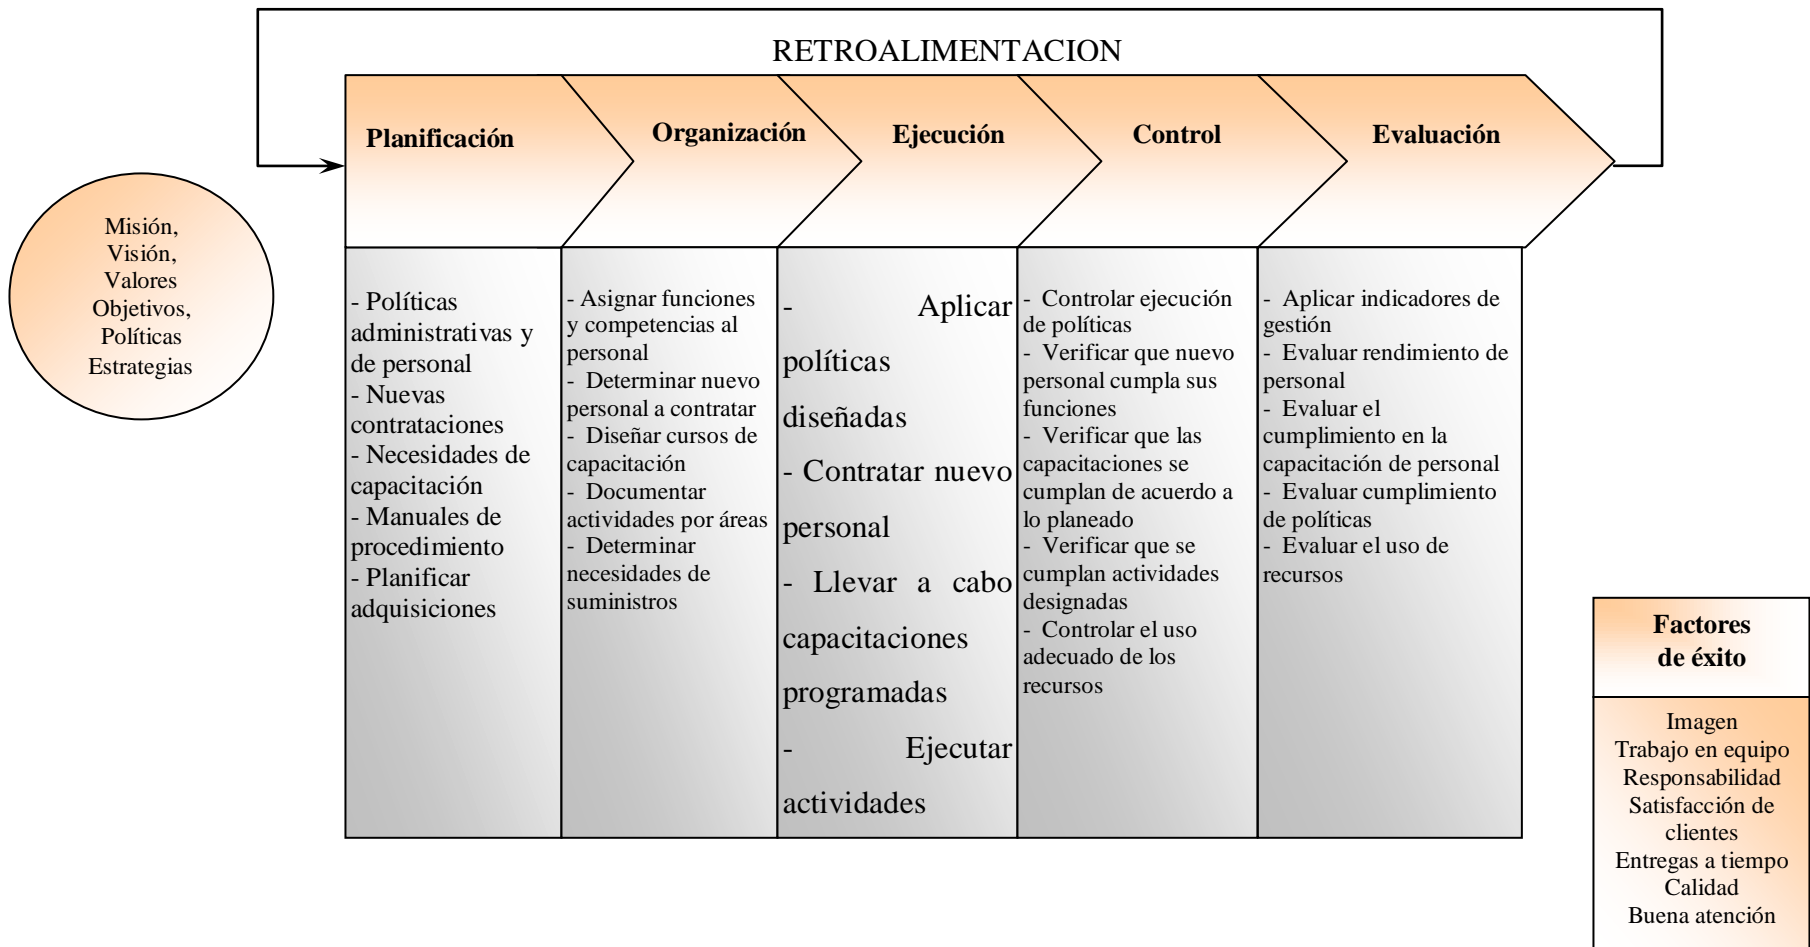 RETROALIMENTACION
Planificación
Organización
Ejecución
Control
Evaluación
Misión,
Visión,
Valores
Objetivos,
Políticas
Estrategias
- Políticas
administrativas y
de personal
- Nuevas
contrataciones
- Necesidades de
capacitación
- Manuales de
procedimiento
- Planificar
adquisiciones
- Asignar funciones
y competencias al
personal
- Determinar nuevo
personal a contratar
- Diseñar cursos de
capacitación
- Documentar
actividades por áreas
- Determinar
necesidades de
suministros
- Aplicar
políticas
diseñadas
- Contratar nuevo
personal
- Llevar a cabo
capacitaciones
programadas
- Ejecutar
actividades
- Controlar ejecución
de políticas
- Verificar que nuevo
personal cumpla sus
funciones
- Verificar que las
capacitaciones se
cumplan de acuerdo a
lo planeado
- Verificar que se
cumplan actividades
designadas
- Controlar el uso
adecuado de los
recursos
- Aplicar indicadores de
gestión
- Evaluar rendimiento de
personal
- Evaluar el
cumplimiento en la
capacitación de personal
- Evaluar cumplimiento
de políticas
- Evaluar el uso de
recursos
Factores
de éxito
Imagen
Trabajo en equipo
Responsabilidad
Satisfacción de
clientes
Entregas a tiempo
Calidad
Buena atención